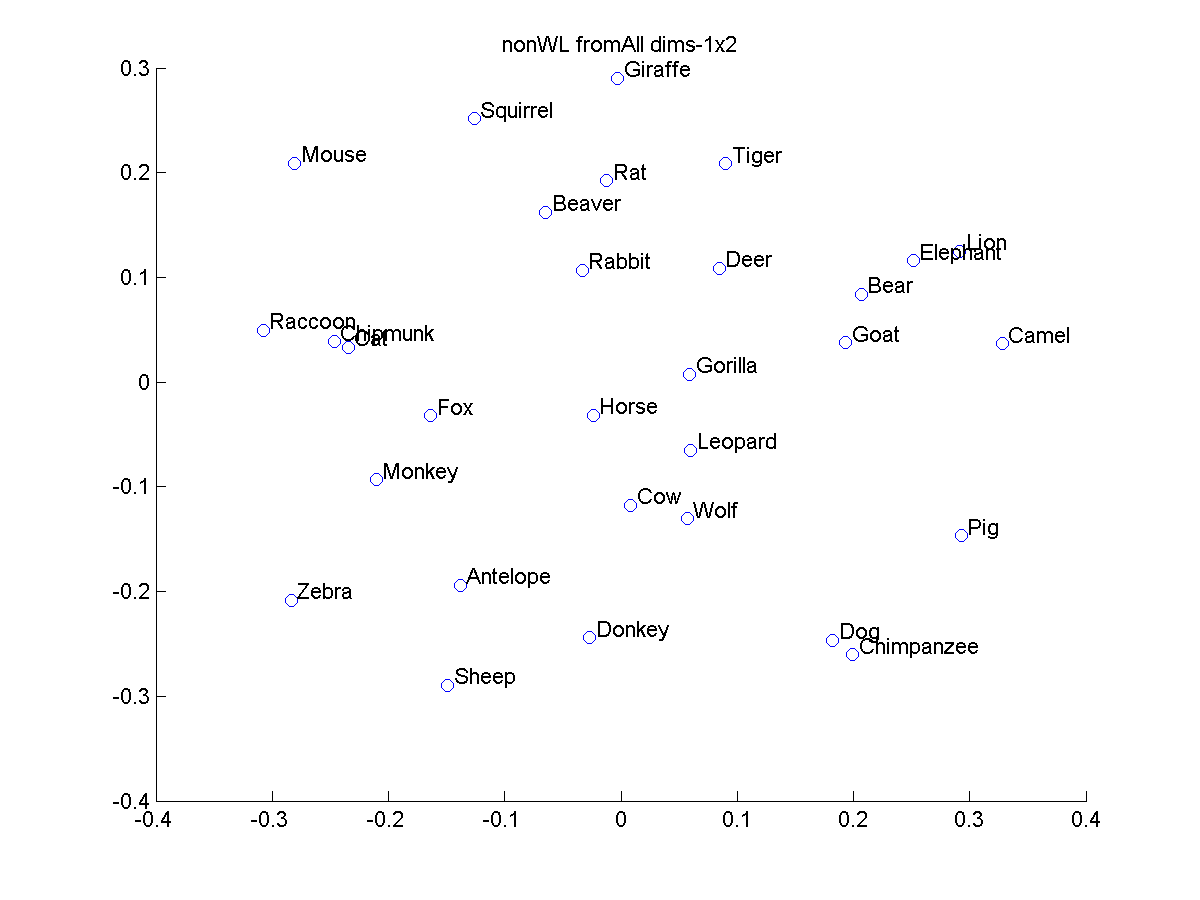 nonWL fromAll dims-1x2
0.3
Giraffe
Squirrel
Mouse
Tiger
0.2
Rat
Beaver
Lion
Elephant
0.1
Rabbit
Deer
Bear
Raccoon
Chipmunk
Cat
Goat
Camel
0
Gorilla
Fox
Horse
Leopard
Monkey
-0.1
Cow
Wolf
Pig
Antelope
-0.2
Zebra
Donkey
Dog
Chimpanzee
Sheep
-0.3
-0.4
-0.4 -0.3 -0.2 -0.1 0 0.1 0.2 0.3 0.4